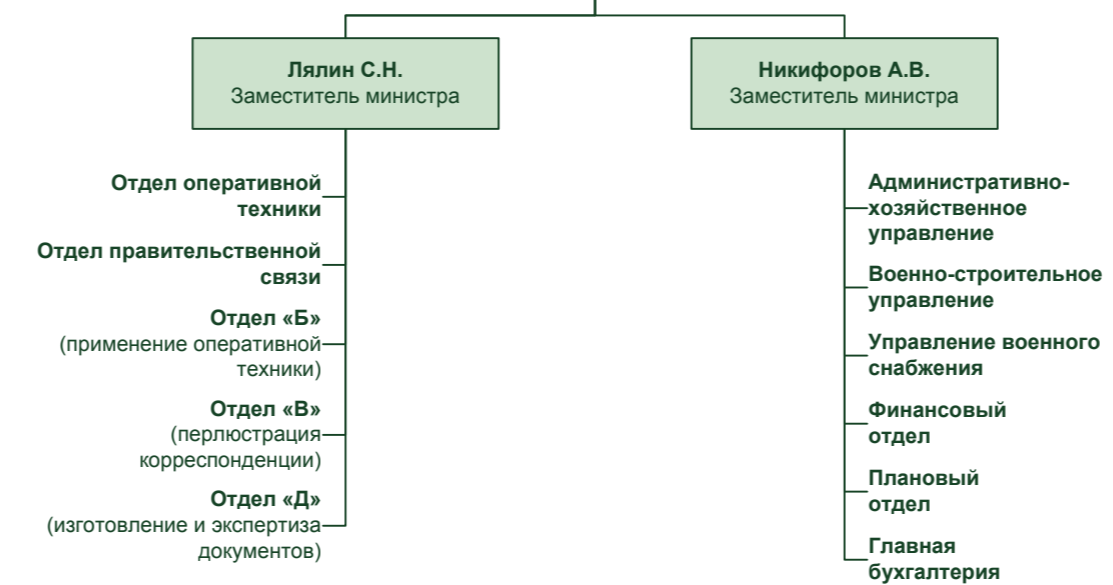 Лялин С.Н.
Заместитель министра
Отдел оперативной
техники
Отдел правительственной
связи
Отдел «Б»
(применение оперативной
техники)
Отдел «В»
(перлюстрация
корреспонденции)
Отдел «Д»
(изготовление и экспертиза
документов)
Никифоров А.В.
Заместитель министра
Административно-
хозяйственное
управление
Военно-строительное
управление
Управление военного
снабжения
Финансовый
отдел
Плановый
отдел
Главная
бухгалтерия